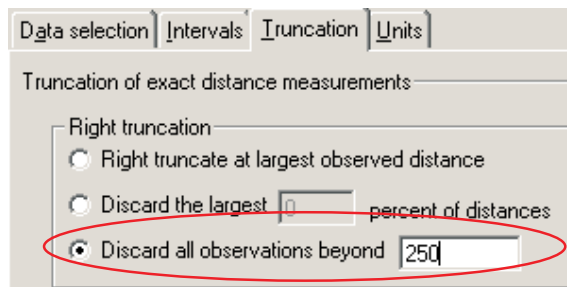 Data selection Intervals Truncation Units
Truncation of exact distance measurements
Right truncation
Right truncate at largest observed distance
Discard the largest 0 percent of distances
Discard all observations beyond 250